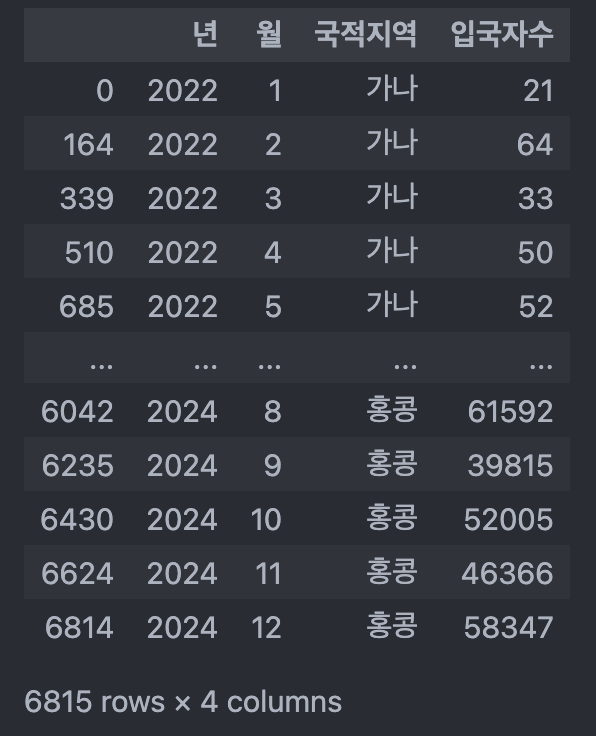 년 월 국적지역 입국자수
0 2022 1 가나 21
164 2022 2 가나 64
339 2022 3 가나 33
510 2022 4 가나 50
685 2022 5 가나 52
... ... ... ... ...
6042 2024 8 홍콩 61592
6235 2024 9 홍콩 39815
6430 2024 10 홍콩 52005
6624 2024 11 홍콩 46366
6814 2024 12 홍콩 58347
6815 rows × 4 columns